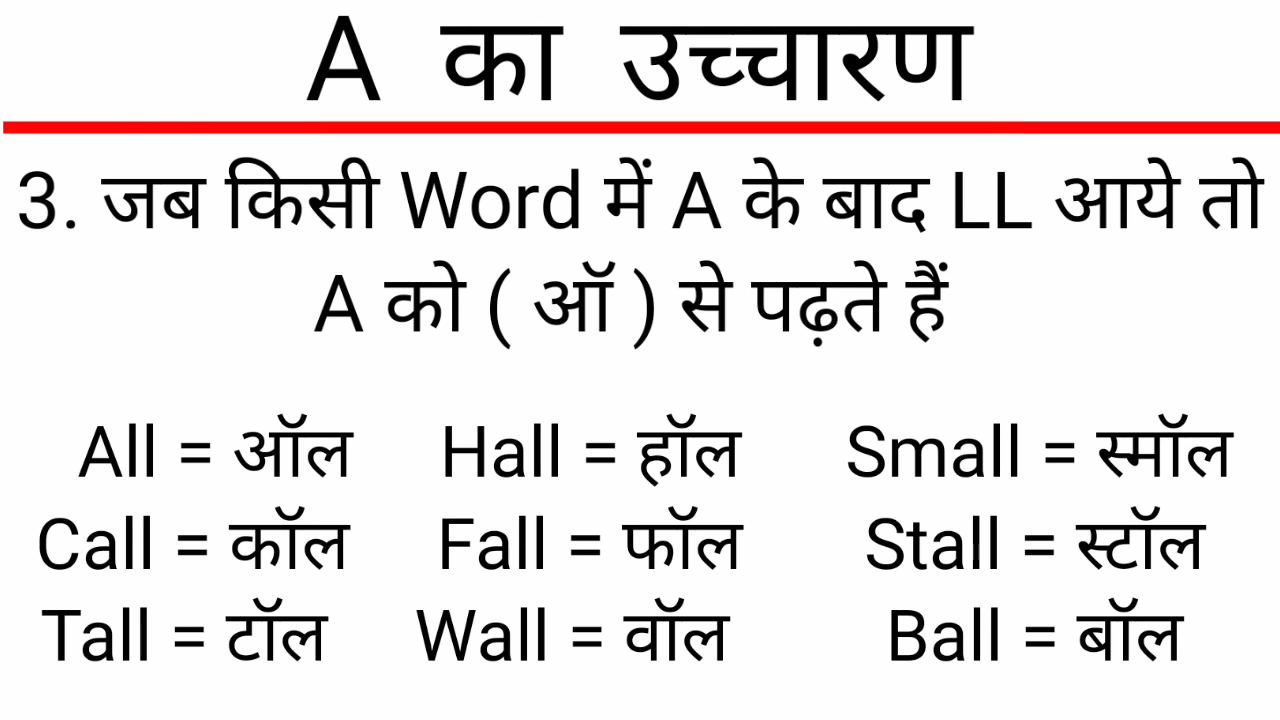 A का उच्चारण
3. जब किसी Word में A के बाद LL आये तो
A को ( ऑ ) से पढ़ते हैं
All = ऑल Hall = हॉल Small = स्मॉल
Call = कॉल Fall = फॉल Stall = स्टॉल
Tall = टॉल Wall = वॉल Ball = बॉल